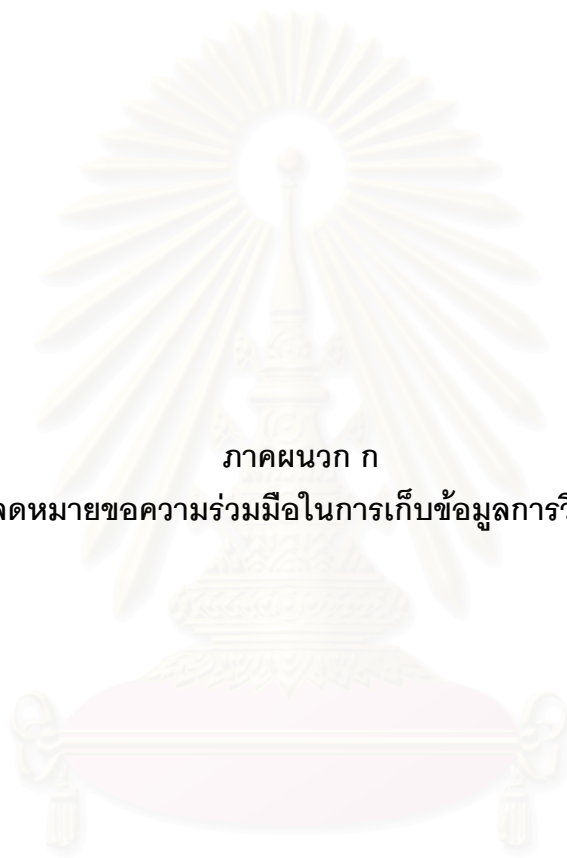 ภาคผนวก ก
ดหมายขอความร่วมมือในการเก็บข้อมูลการวิ